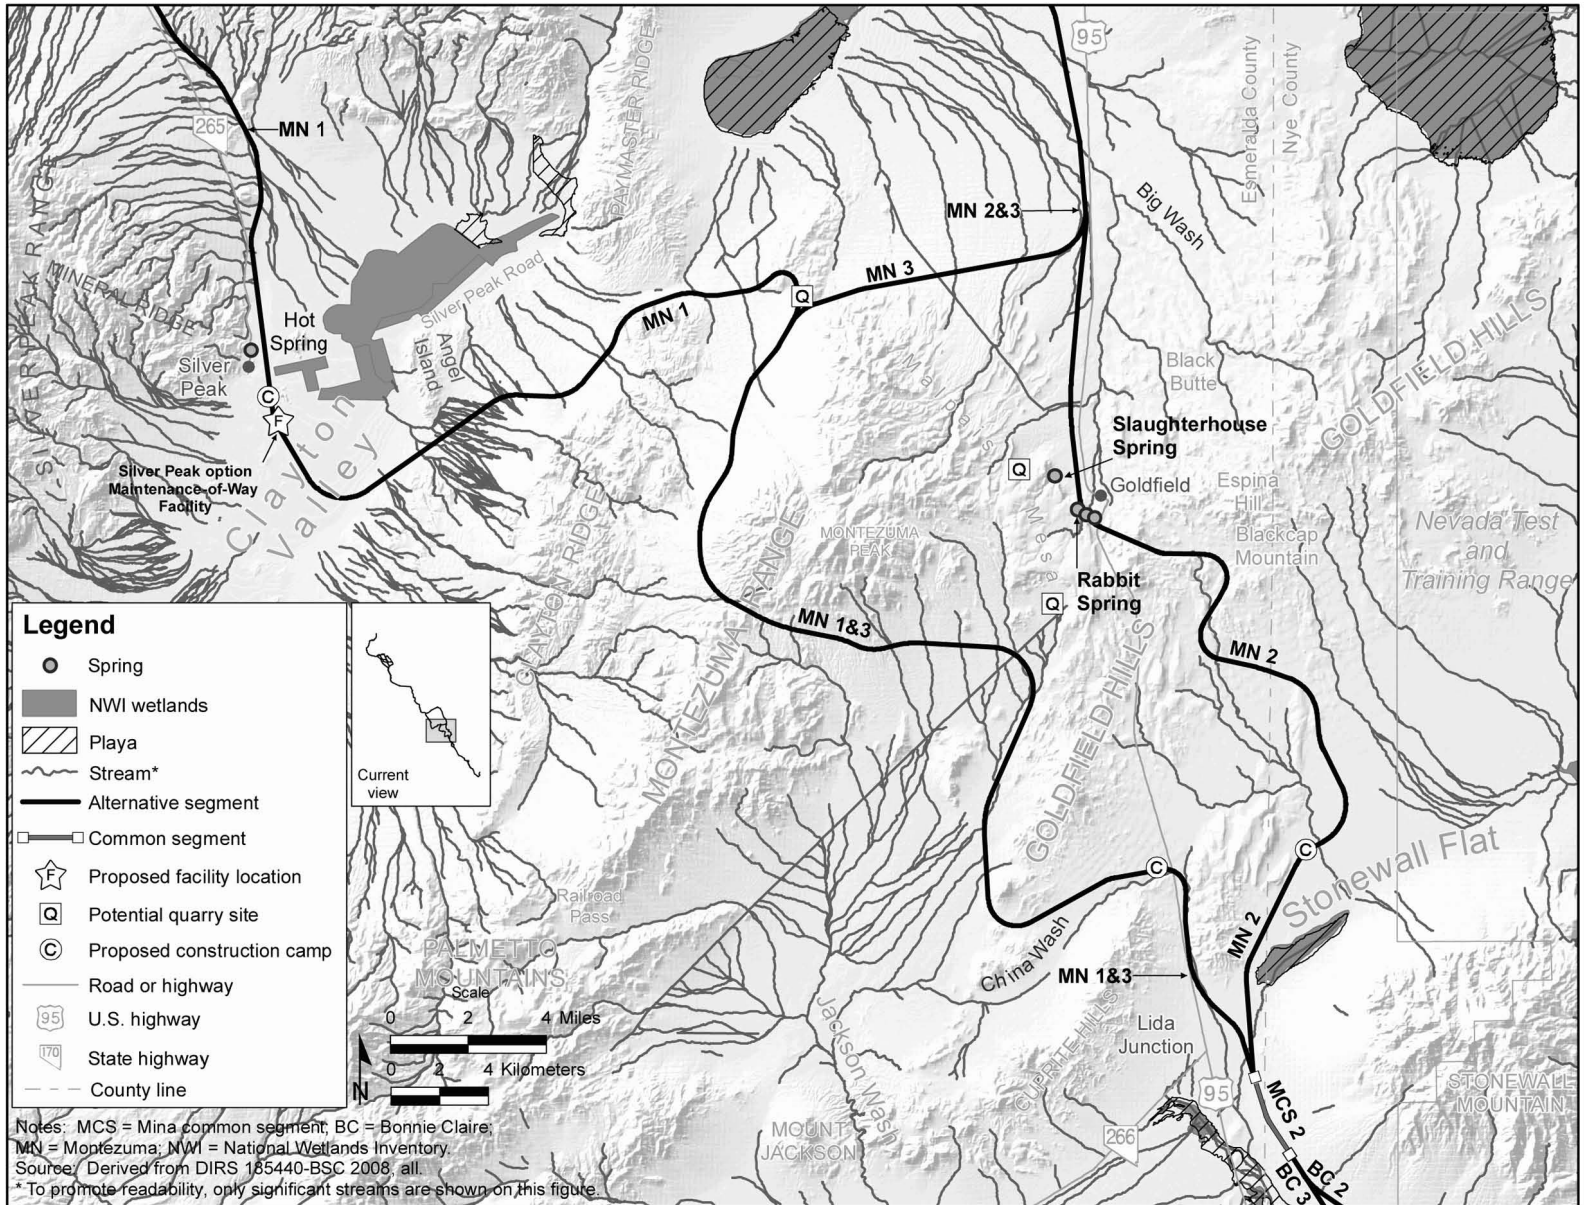 95
265
MN 1
PAYMASTER RIDGE
Esmeralda County
Nye County
SILVER PEAK RANGE
MINERAL RIDGE
MN 2&3
Big Wash
MN 3
Silver Peak Road
Hot
Spring
Q
MN 1
Angel
Island
Silver
Peak
C
F
Black
Butte
GOLDFIELD HILLS
Malpais
Mesa
Slaughterhouse
Spring
Q
Goldfield
Silver Peak option
Maintenance-of-Way
Facility
Clayton
Valley
Espina
Hill
Blackcap
Mountain
Nevada Test
and
Training Range
MONTEZUMA
PEAK
CLAYTON RIDGE
MONTEZUMA RANGE
Rabbit
Spring
Q
MN 1&3
MN 2
GOLDFIELD HILLS
Legend
Spring
NWI wetlands
Playa
Stream*
Alternative segment
Common segment
F
Proposed facility location
Q
Potential quarry site
C
Proposed construction camp
Road or highway
95
U.S. highway
170
State highway
County line
Current
view
C
C
Stonewall Flat
Railroad
Pass
PALMETTO
MOUNTAINS
MN 2
China Wash
MN 1&3
Scale
0 2 4 Miles
0 2 4 Kilometers
N
Jackson Wash
Lida
Junction
CUPRITE HILLS
95
STONEWALL
MOUNTAIN
MCS 2
266
MOUNT
JACKSON
BC 2
BC 3
Notes: MCS = Mina common segment; BC = Bonnie Claire;
MN = Montezuma; NWI = National Wetlands Inventory.
Source: Derived from DIRS 185440-BSC 2008, all.
* To promote readability, only significant streams are shown on this figure.